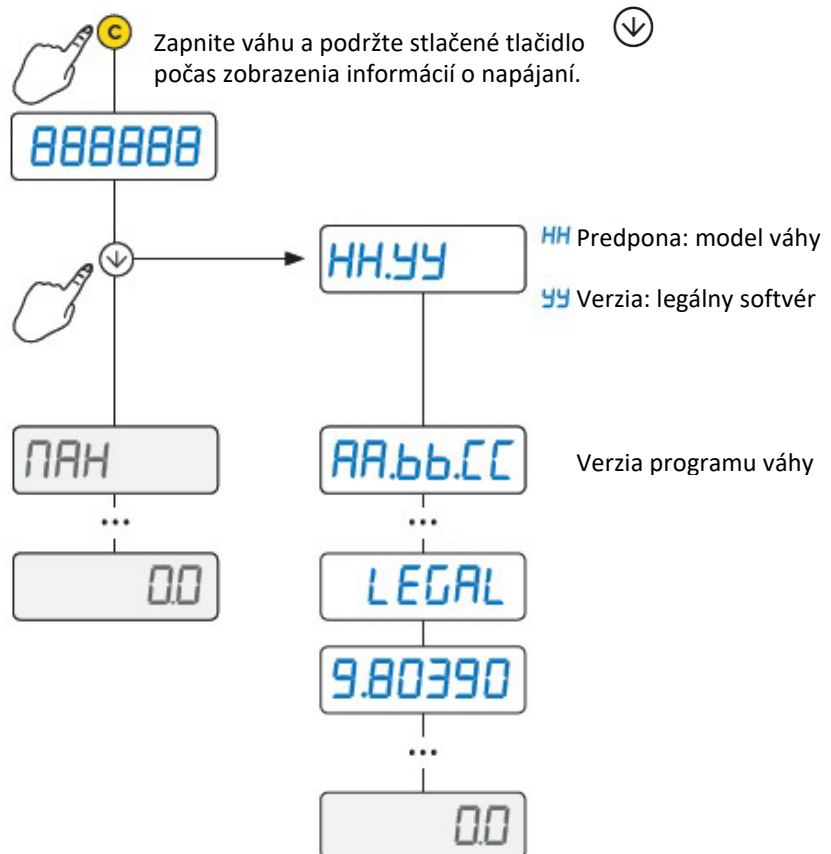 C
Zapnite váhu a podržte stlačené tlačidlo
počas zobrazenia informácií o napájaní.
888888
HH.yy
HH Predpona: model váhy
yy Verzia: legálny softvér
ПAH
AA.bb.CC
Verzia programu váhy
...
...
0.0
LEGAL
9.80390
...
0.0